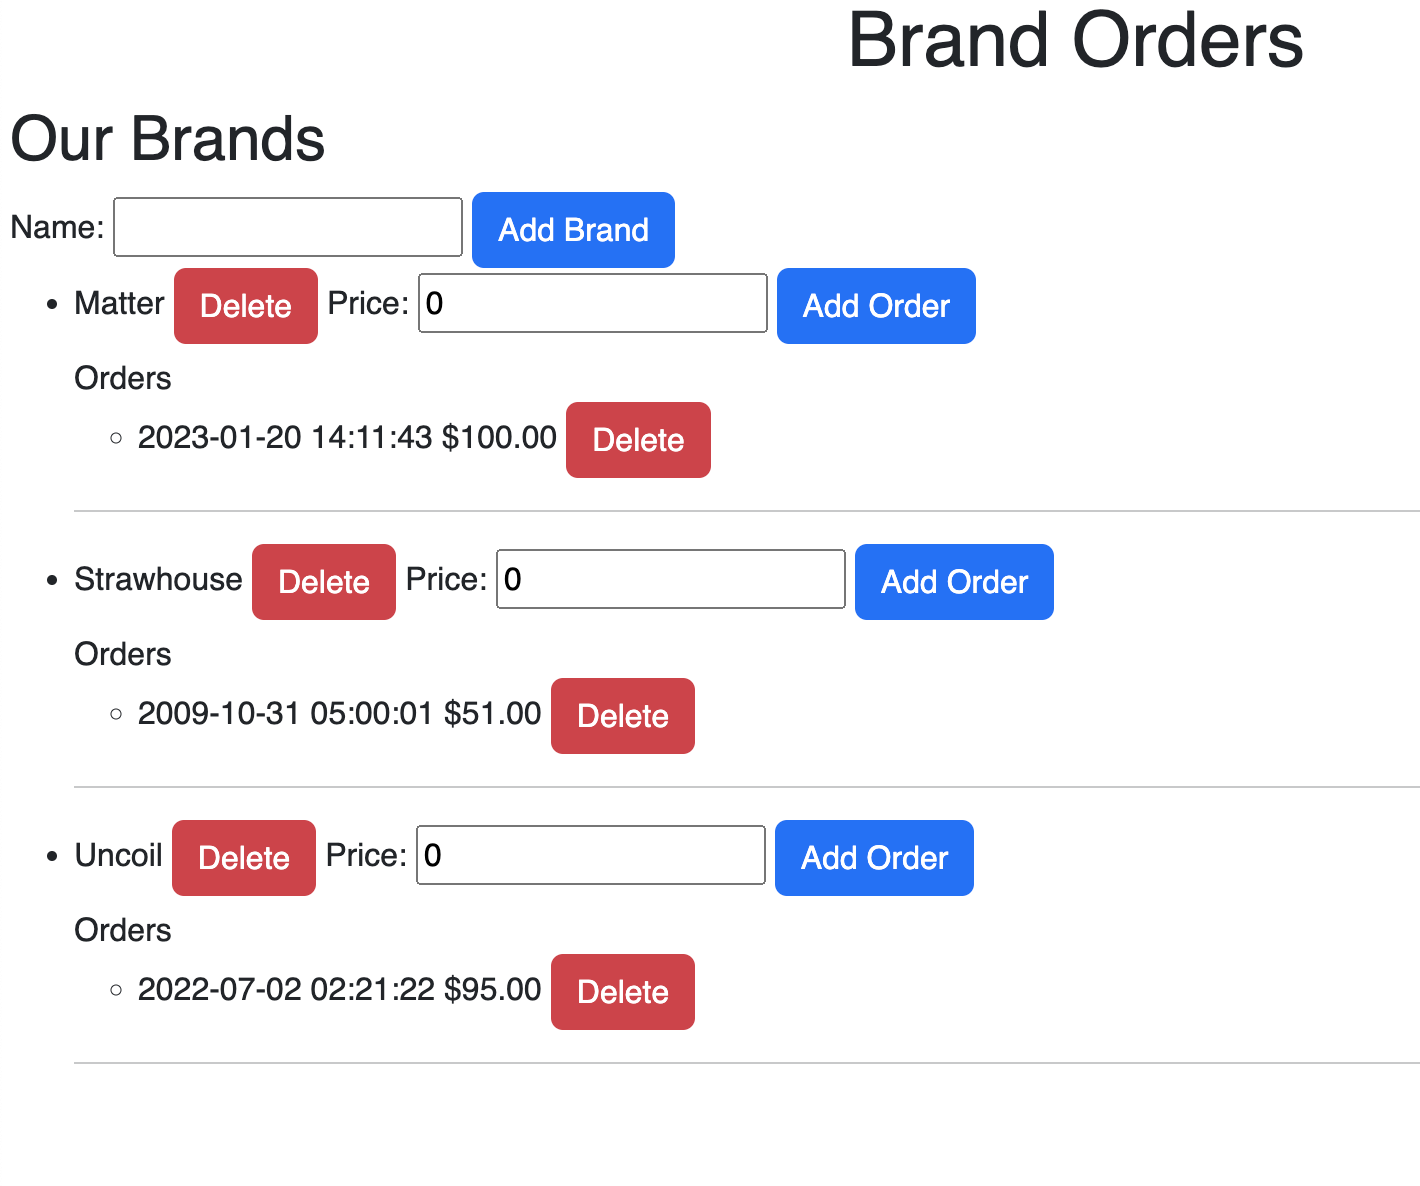 Brand Orders
Our Brands
Name: Add Brand
Matter Delete Price: 0 Add Order
Orders
2023-01-20 14:11:43 $100.00 Delete
Strawhouse Delete Price: 0 Add Order
Orders
2009-10-31 05:00:01 $51.00 Delete
Uncoil Delete Price: 0 Add Order
Orders
2022-07-02 02:21:22 $95.00 Delete